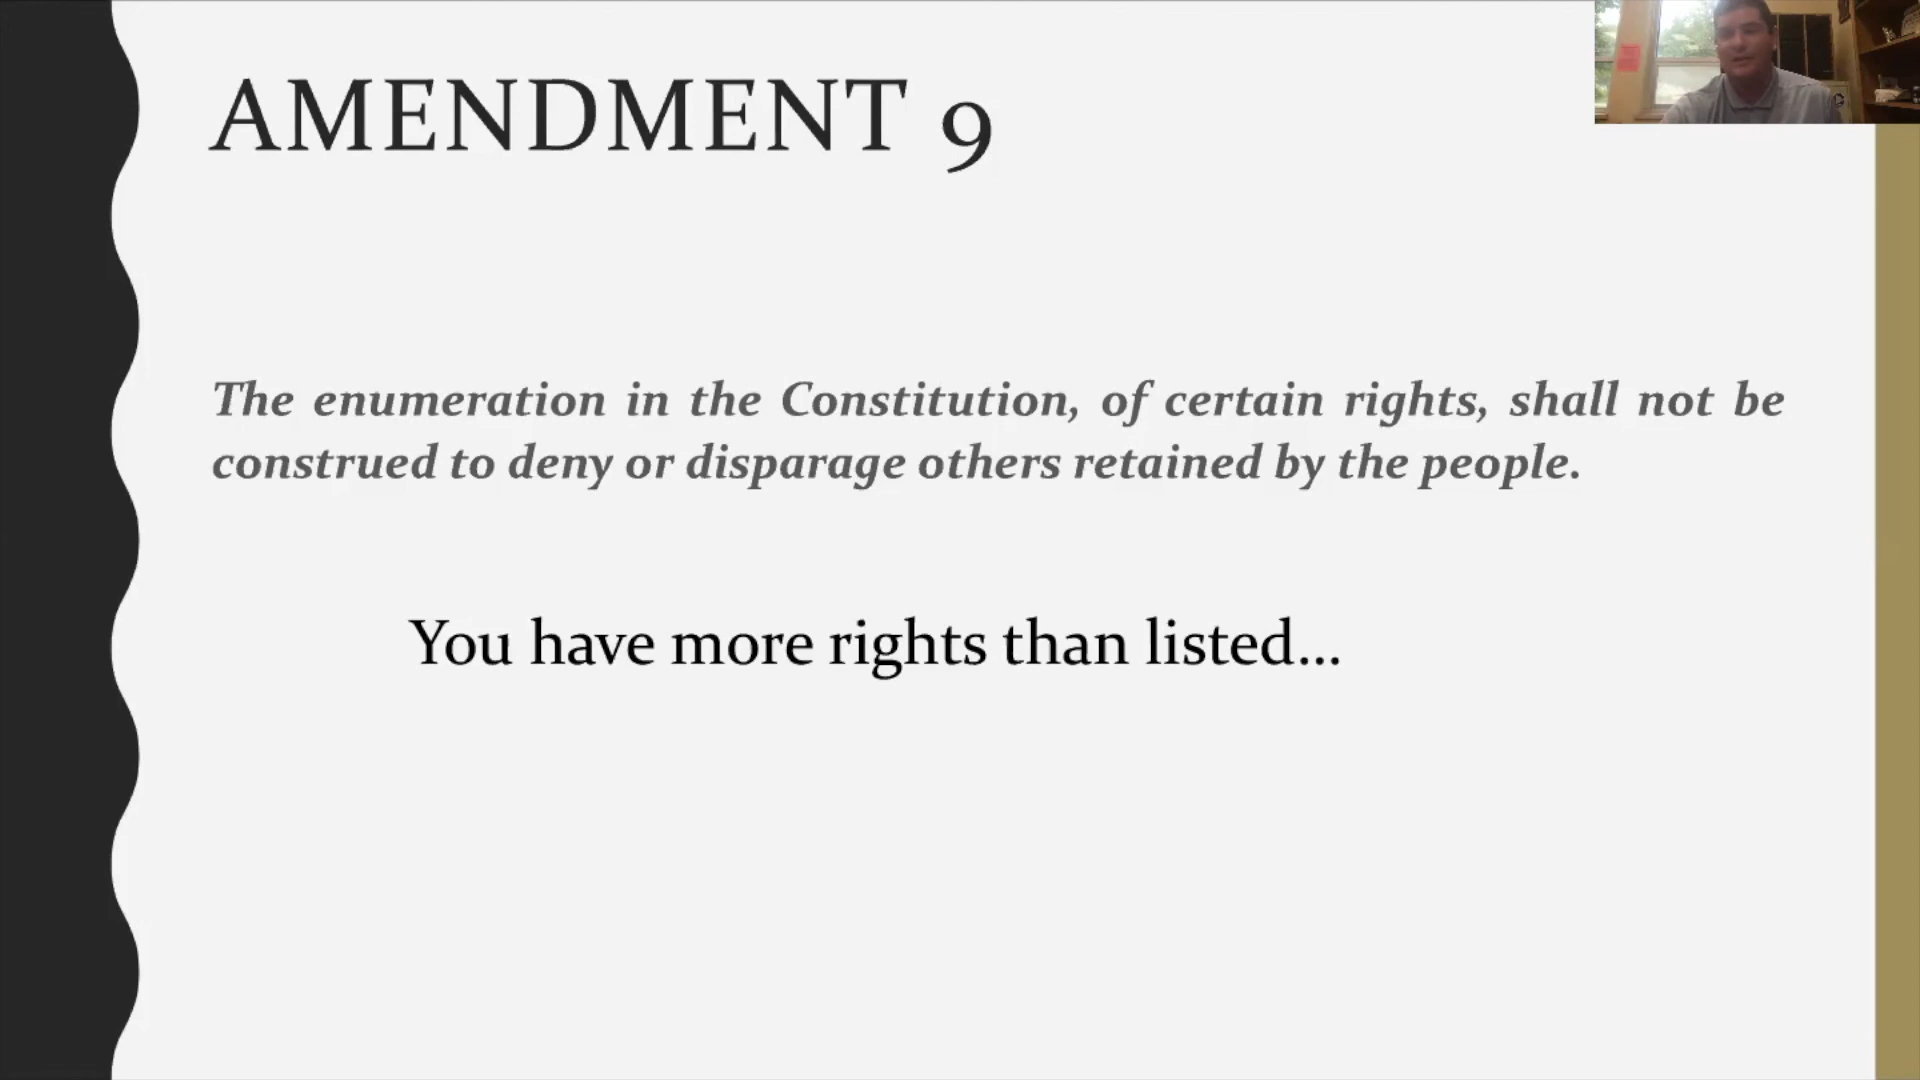 AMENDMENT 9
The enumeration in the Constitution, of certain rights, shall not be
construed to deny or disparage others retained by the people.
You have more rights than listed...